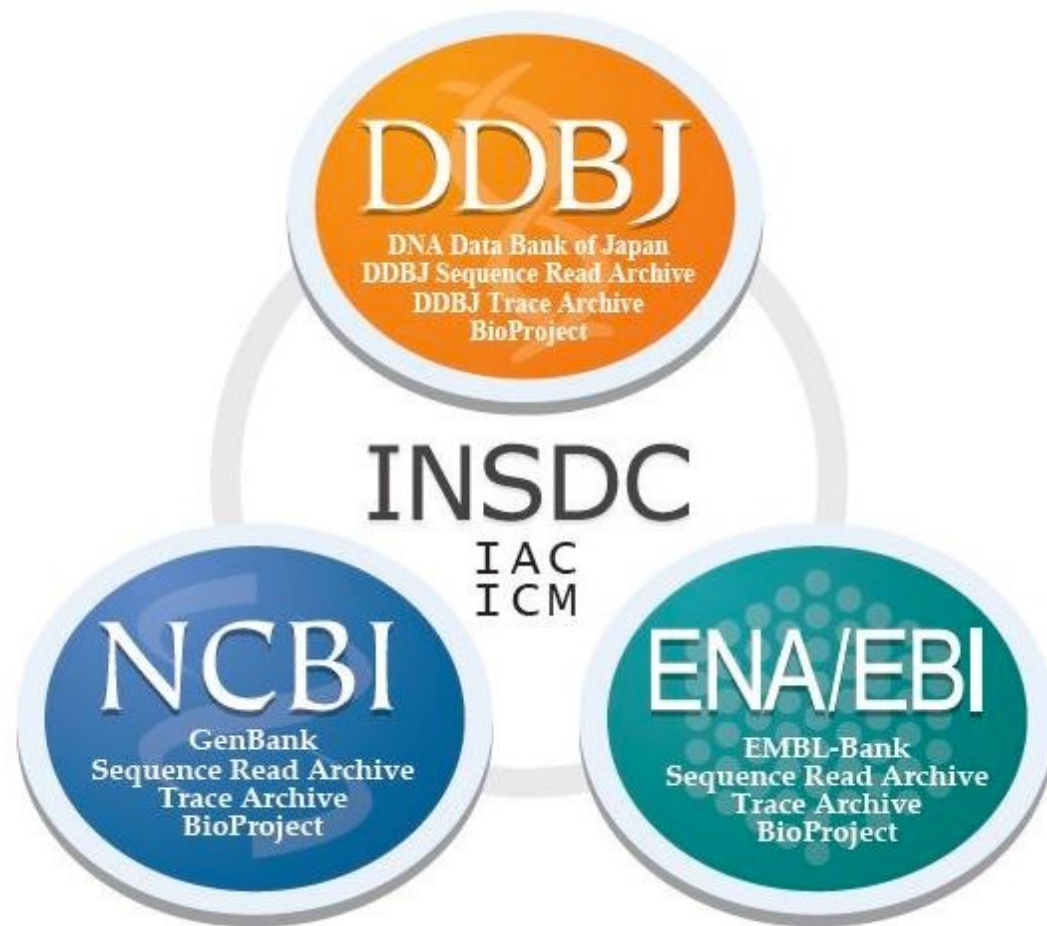 DDBJ
DNA Data Bank of Japan
DDBJ Sequence Read Archive
DDBJ Trace Archive
BioProject
INSDC
IAC
ICM
NCBI
GenBank
Sequence Read Archive
Trace Archive
BioProject
ENA/EBI
EMBL-Bank
Sequence Read Archive
Trace Archive
BioProject